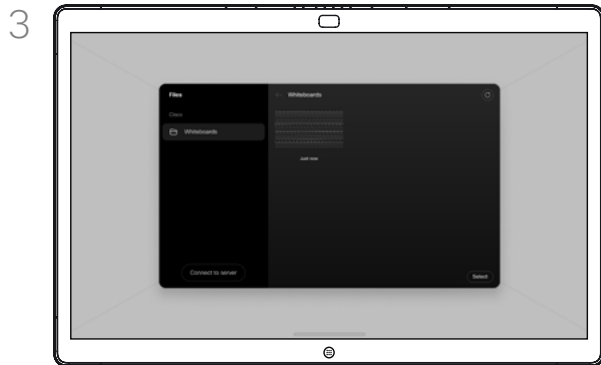 3
Files
Whiteboards
Cisco
Whiteboards
Just now
Connect to server
Select